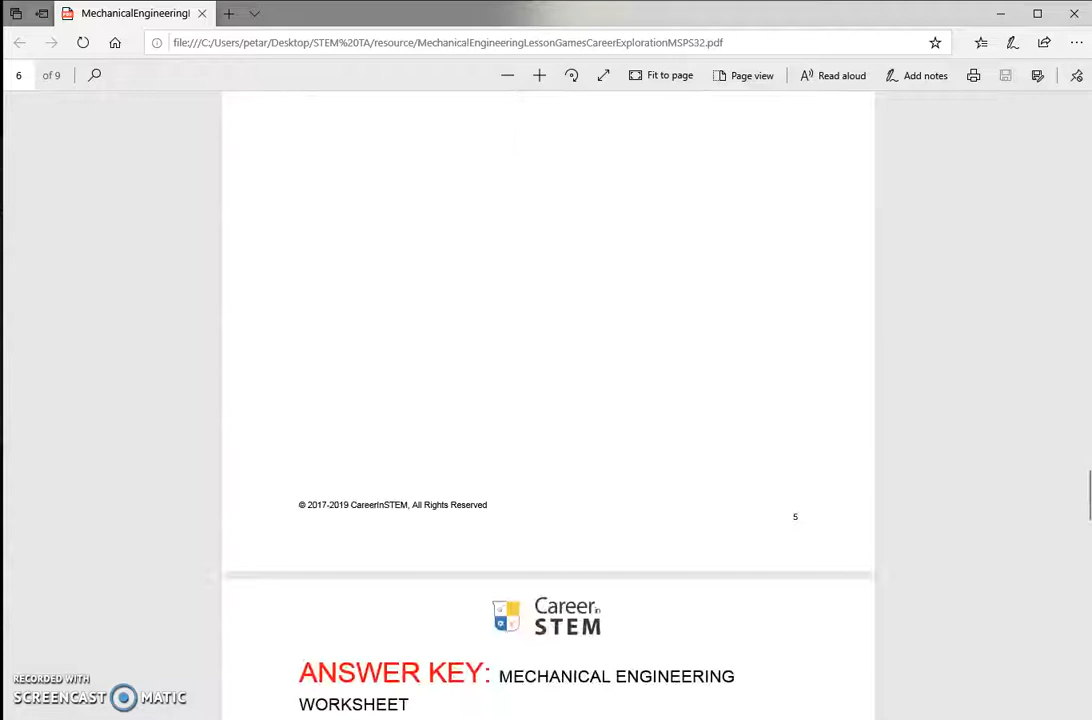 MechanicalEngineeringl
file:///C:/Users/petar/Desktop/STEM%20TA/resource/MechanicalEngineeringLessonGamesCareerExplorationMSPS32.pdf
6 of 9 Fit to page Page view Read aloud Add notes
© 2017-2019 CareerInSTEM, All Rights Reserved
5
Career in
STEM
ANSWER KEY: MECHANICAL ENGINEERING
WORKSHEET
RECORDED WITH
SCREENCAST MATIC